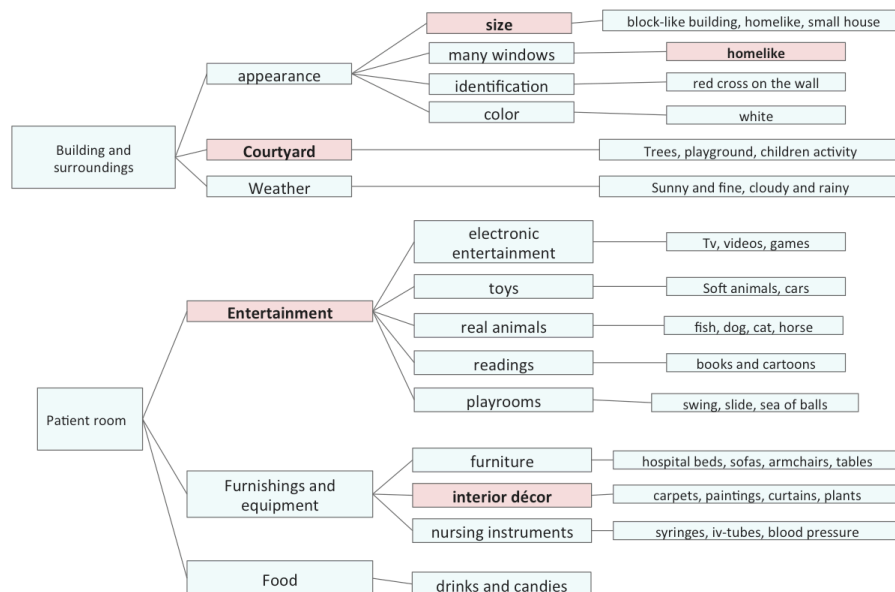 size
block-like building, homelike, small house
many windows
homelike
appearance
identification
red cross on the wall
color
white
Building and
surroundings
Courtyard
Trees, playground, children activity
Weather
Sunny and fine, cloudy and rainy
electronic
entertainment
Tv, videos, games
toys
Soft animals, cars
Entertainment
real animals
fish, dog, cat, horse
readings
books and cartoons
playrooms
swing, slide, sea of balls
Patient room
furniture
hospital beds, sofas, armchairs, tables
Furnishings and
equipment
interior décor
carpets, paintings, curtains, plants
nursing instruments
syringes, iv-tubes, blood pressure
Food
drinks and candies